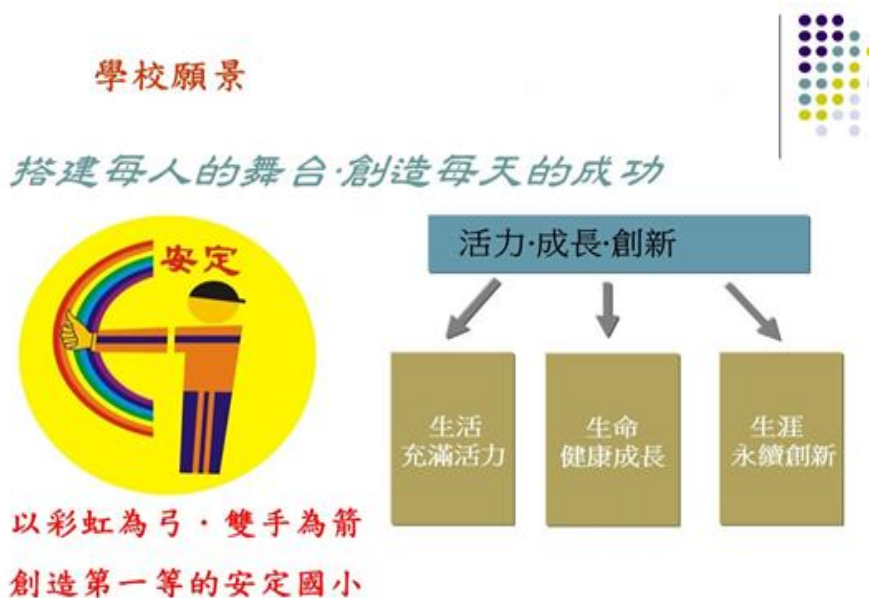 學校願景
搭建每人的舞台·創造每天的成功
安定
活力·成長·創新
生活
充滿活力
生命
健康成長
生涯
永續創新
以彩虹為弓·雙手為箭
創造第一等的安定國小